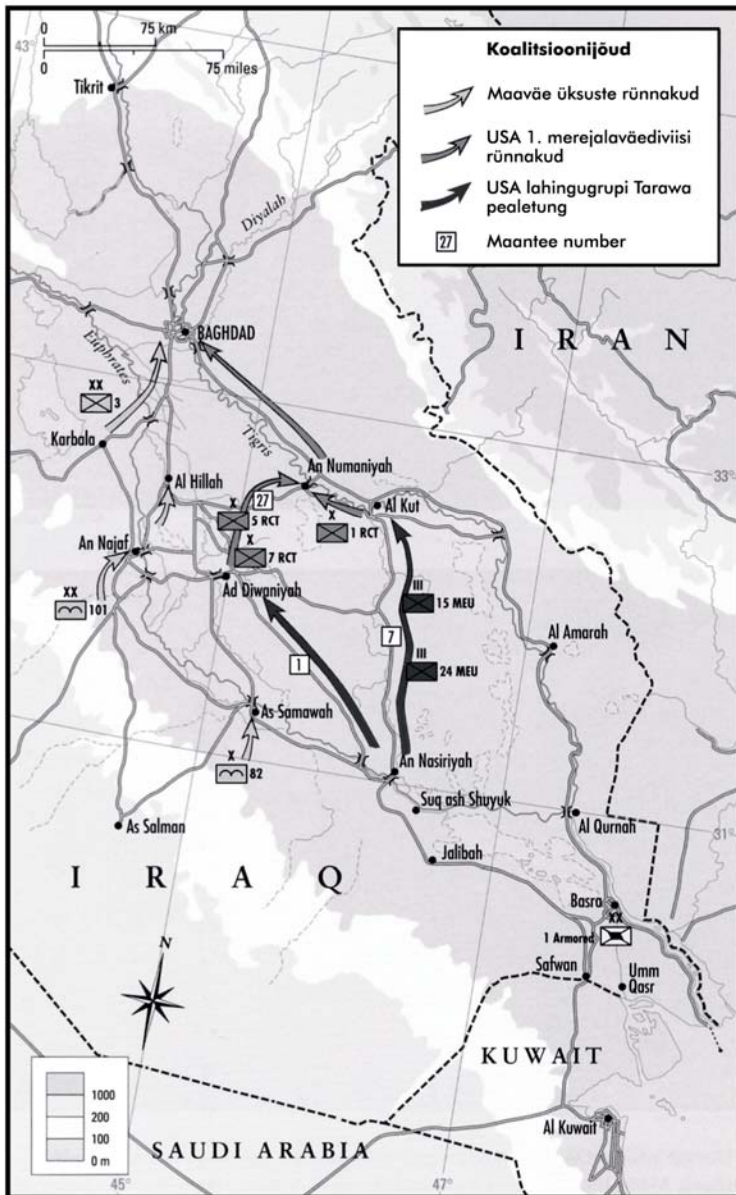 43°
0 75 km
0 75 miles
Koalitsioonijõud
Maaväe üksuste rünnakud
USA 1. merejalaväediviisi
rünnakud
USA lahingugrupi Tarawa
pealetung
27 Maantee number
Tikrit
Diyalah
BAGHDAD
IRAN
Euphrates
XX
3
Karbala
Tigris
An Numaniyah
33°
Al Hillah
27
Al Kut
X
5 RCT
X
1 RCT
An Najaf
X
7 RCT
Ad Diwaniyah
XX
101
III
15 MEU
7
Al Amarah
1
III
24 MEU
As Samawah
X
82
An Nasiriyah
Suq ash Shuyuk
As Salman
Al Qurnah
31°
Jalibah
IRAQ
Basra
XX
1 Armored
N
Safwan
Umm
Qasr
KUWAIT
1000
200
100
0 m
Al Kuwait
SAUDI ARABIA
45°
47°